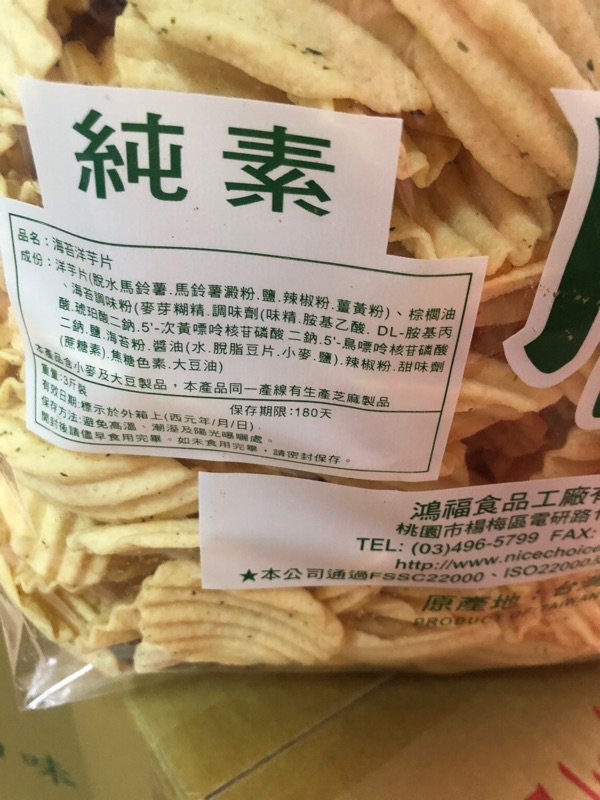 純素
品名：海苔洋芋片
成份：洋芋片(脫水馬鈴薯.馬鈴薯澱粉.鹽.辣椒粉.薑黃粉)、棕櫚油
、海苔調味粉(麥芽糊精.調味劑(味精.胺基乙酸. DL-胺基丙
酸.琥珀酸二鈉.5'-次黃嘌呤核苷磷酸二鈉.5'-鳥嘌呤核苷磷酸
二鈉.鹽.海苔粉.醬油(水.脫脂豆片.小麥.鹽).辣椒粉.甜味劑
(蔗糖素).焦糖色素.大豆油)
本產品含小麥及大豆製品，本產品同一產線有生產芝麻製品
重量:3斤裝 保存期限:180天
有效日期:標示於外箱上(西元年/月/日).
保存方法:避免高溫、潮溼及陽光曝曬處。
開封後請儘早食用完畢。如未食用完畢，請密封保存。
鴻福食品工廠有
桃園市楊梅區電研路1
TEL: (03)496-5799 FAX:
http://www.nicechoice
★本公司通過FSSC22000、ISO22000
原產地：台灣
PRODUCT OF TAIWAN